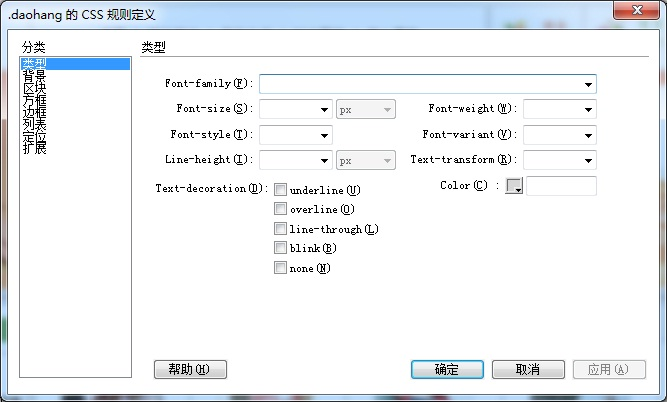 .daohang 的 CSS 规则定义
分类
类型
背景
区块
方框
边框
列表
定位
扩展
类型
Font-family(F):
Font-size(S): px Font-weight(W):
Font-style(T): Font-variant(V):
Line-height(I): px Text-transform(R):
Text-decoration(D): underline(U) Color(C) :
overline(O)
line-through(L)
blink(B)
none(N)
帮助(H) 确定 取消 应用(A)